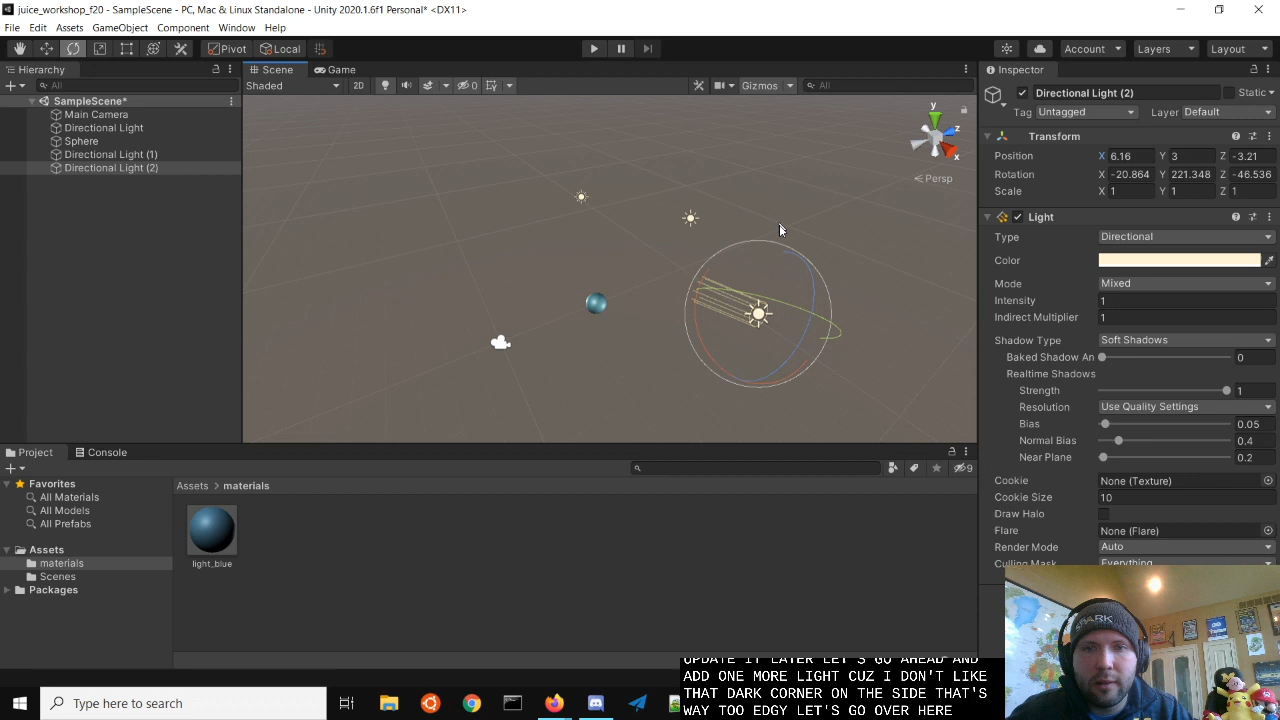 juice_workshop_f20 - SampleScene - PC, Mac & Linux Standalone - Unity 2020.1.6f1 Personal* <DX11>
File Edit Assets GameObject Component Window Help
Pivot Local Account Layers Layout
Hierarchy Scene Game Inspector
All Shaded 2D 0 Gizmos All Directional Light (2) Static
SampleScene* Tag Untagged Layer Default
Main Camera
Directional Light
Sphere
Directional Light (1)
Directional Light (2)
y
z
x
Persp
Transform
Position X 6.16 Y 3 Z -3.21
Rotation X -20.864 Y 221.348 Z -46.536
Scale X 1 Y 1 Z 1
Light
Type Directional
Color
Mode Mixed
Intensity 1
Indirect Multiplier 1
Shadow Type Soft Shadows
Baked Shadow An 0
Realtime Shadows
Strength 1
Resolution Use Quality Settings
Bias 0.05
Normal Bias 0.4
Near Plane 0.2
Cookie None (Texture)
Cookie Size 10
Draw Halo
Flare None (Flare)
Render Mode Auto
Culling Mask Everything
Project Console
9
Favorites
All Materials
All Models
All Prefabs
Assets
materials
Scenes
Packages
Assets > materials
light_blue
SPARK
UPDATE IT LATER LET'S GO AHEAD AND
ADD ONE MORE LIGHT CUZ I DON'T LIKE
THAT DARK CORNER ON THE SIDE THAT'S
WAY TOO EDGY LET'S GO OVER HERE
Type here to search